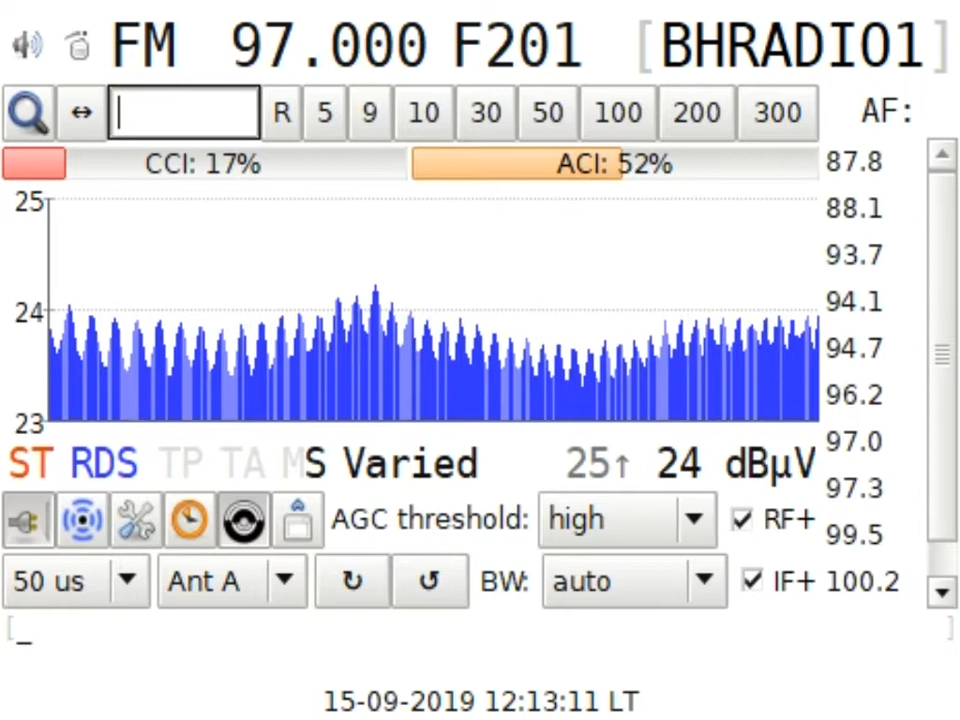 FM 97.000 F201 [BHRADIO1]
R 5 9 10 30 50 100 200 300 AF:
CCI: 17% ACI: 52% 87.8
25
88.1
93.7
94.1
24
94.7
96.2
23
97.0
ST RDS TP TA MS Varied 25↑ 24 dBµV
97.3
AGC threshold: high RF+
99.5
50 us Ant A ↻ ↺ BW: auto IF+ 100.2
[_ ]
15-09-2019 12:13:11 LT